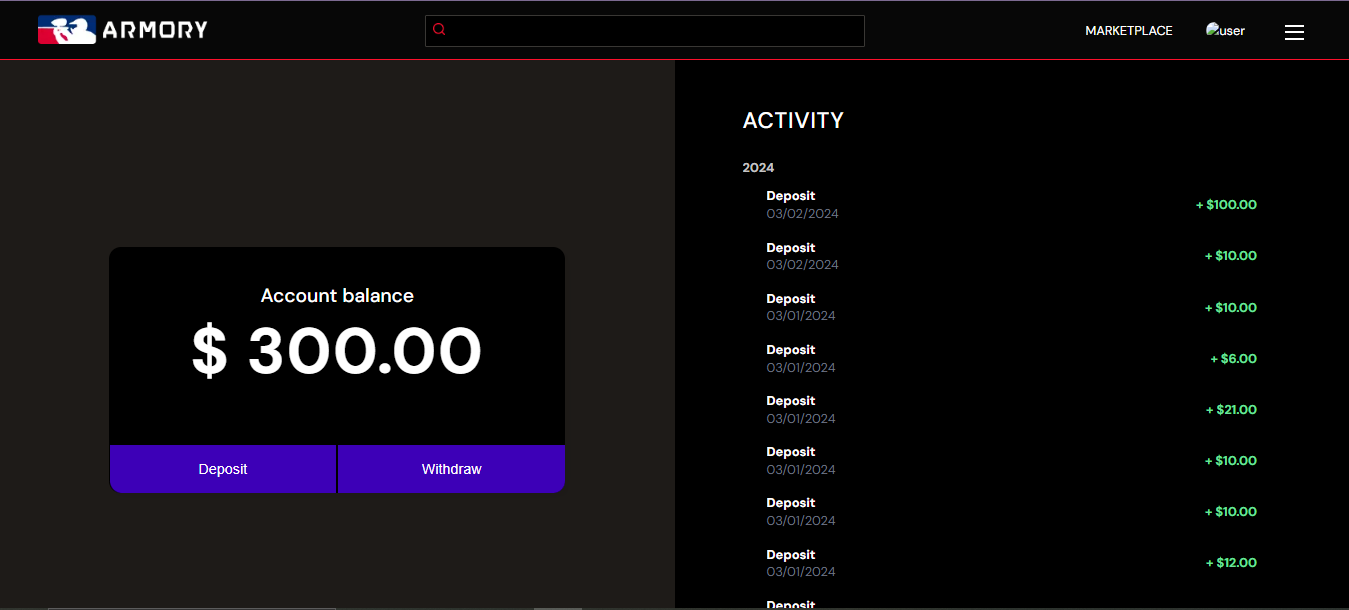 ARMORY
MARKETPLACE
user
Account balance
$ 300.00
Deposit
Withdraw
ACTIVITY
2024
Deposit
+ $100.00
03/02/2024
Deposit
+ $10.00
03/02/2024
Deposit
+ $10.00
03/01/2024
Deposit
+ $6.00
03/01/2024
Deposit
+ $21.00
03/01/2024
Deposit
+ $10.00
03/01/2024
Deposit
+ $10.00
03/01/2024
Deposit
+ $12.00
03/01/2024
Deposit